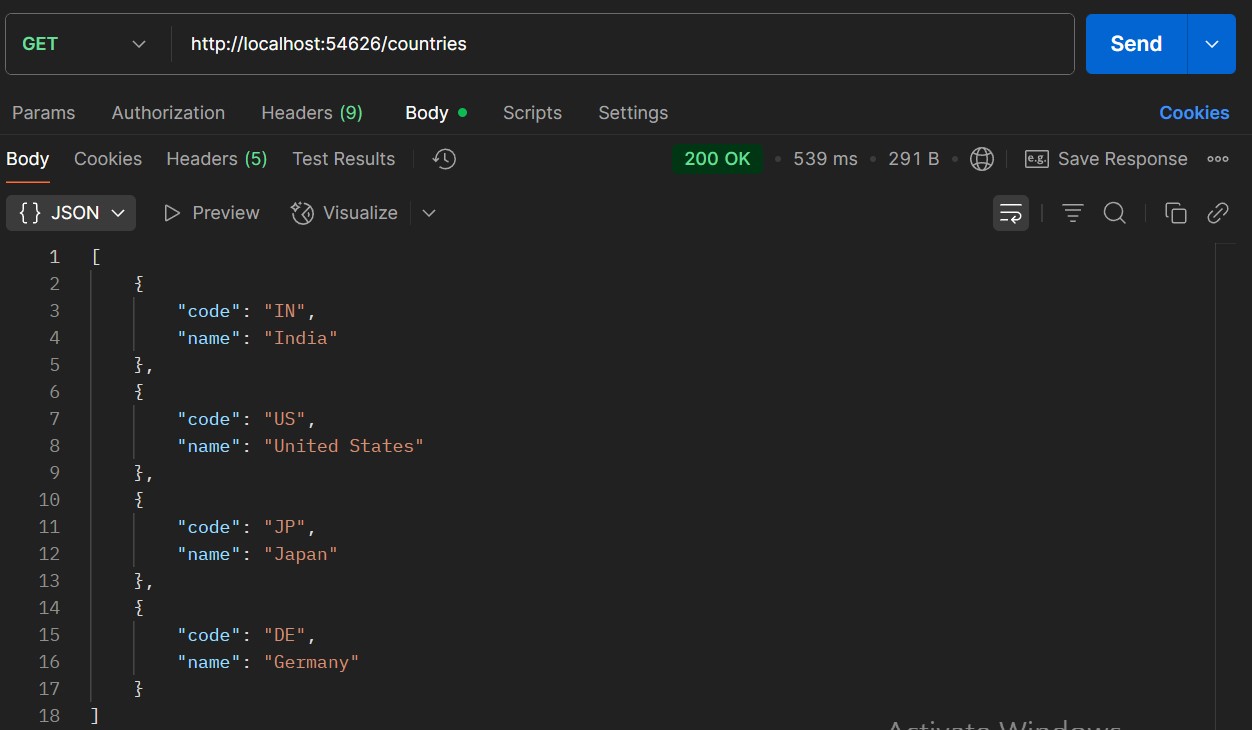 GET http://localhost:54626/countries Send
Params Authorization Headers (9) Body Scripts Settings Cookies
Body Cookies Headers (5) Test Results 200 OK • 539 ms • 291 B • e.g. Save Response
{} JSON Preview Visualize
1 [
2 {
3 "code": "IN",
4 "name": "India"
5 },
6 {
7 "code": "US",
8 "name": "United States"
9 },
10 {
11 "code": "JP",
12 "name": "Japan"
13 },
14 {
15 "code": "DE",
16 "name": "Germany"
17 }
18 ]
Activate Windows